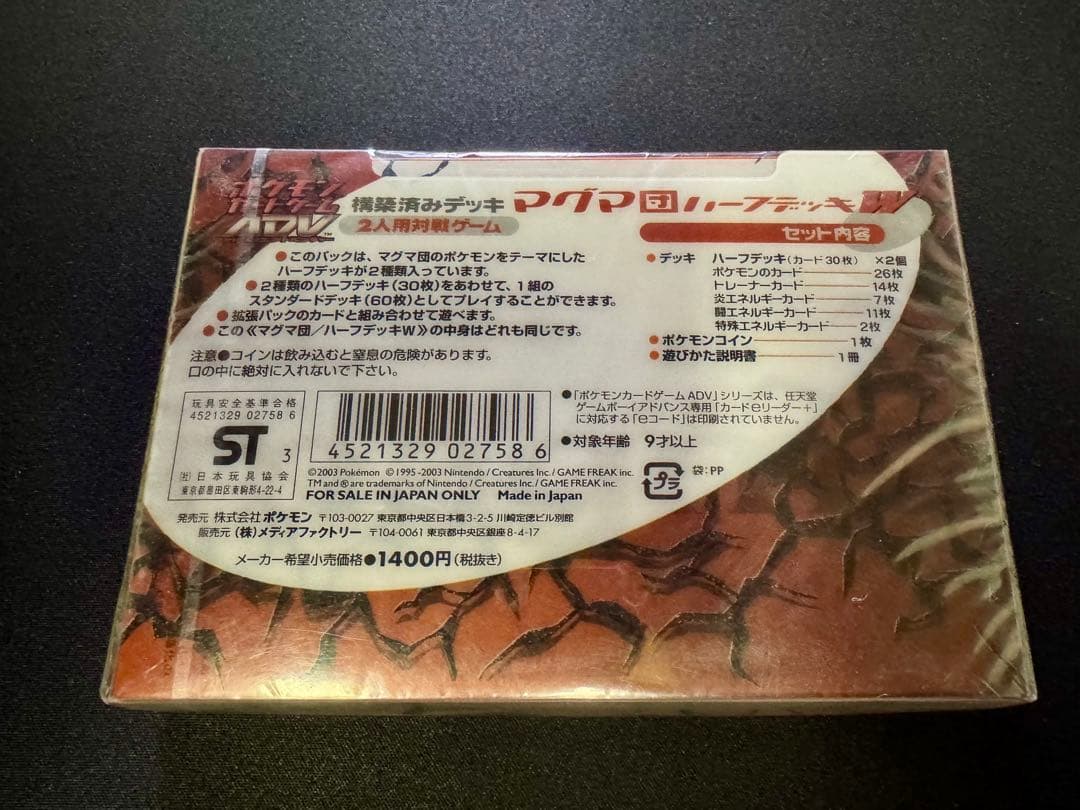 ポケモン
カードゲーム
ADV™
構築済みデッキ マグマ団ハーフデッキW
2人用対戦ゲーム
●このパックは、マグマ団のポケモンをテーマにした
ハーフデッキが2種類入っています。
●2種類のハーフデッキ(30枚)をあわせて、1組の
スタンダードデッキ(60枚)としてプレイすることができます。
●拡張パックのカードと組み合わせて遊べます。
●この《マグマ団/ハーフデッキW》の中身はどれも同じです。
注意●コインは飲み込むと窒息の危険があります。
口の中に絶対に入れないで下さい。
セット内容
●デッキ ハーフデッキ(カード30枚) ×2個
ポケモンのカード 26枚
トレーナーカード 14枚
炎エネルギーカード 7枚
闘エネルギーカード 11枚
特殊エネルギーカード 2枚
●ポケモンコイン 1枚
●遊びかた説明書 1冊
玩具安全基準合格
4521329 02758 6
ST 3
(社)日本玩具協会
東京都墨田区東駒形4-22-4
4521329 027586
●「ポケモンカードゲームADV」シリーズは、任天堂
ゲームボーイアドバンス専用「カードeリーダー+」
に対応する「eコード」は印刷されていません。
●対象年齢 9才以上
©2003 Pokémon ©1995-2003 Nintendo / Creatures Inc. / GAME FREAK inc.
TM and ® are trademarks of Nintendo / Creatures Inc. / GAME FREAK inc.
FOR SALE IN JAPAN ONLY Made in Japan
プラ
袋:PP
発売元 株式会社ポケモン 〒103-0027 東京都中央区日本橋3-2-5 川崎定徳ビル別館
販売元 (株)メディアファクトリー 〒104-0061 東京都中央区銀座8-4-17
メーカー希望小売価格●1400円(税抜き)